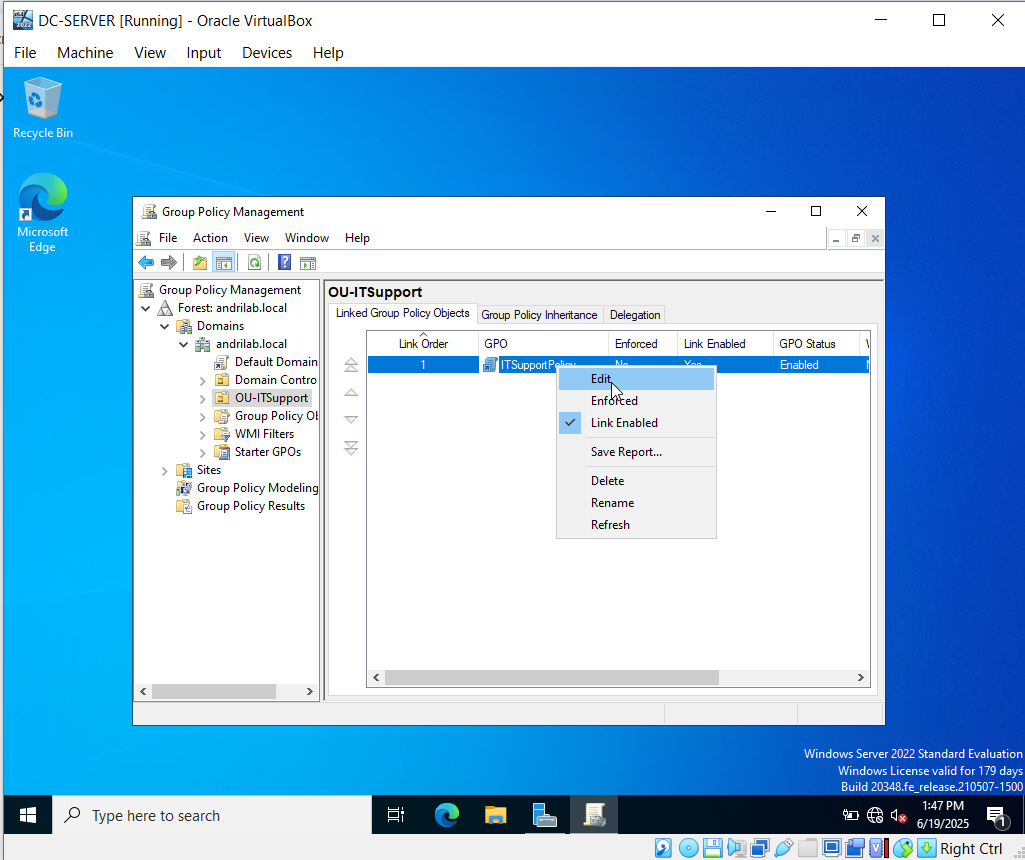 DC-SERVER [Running] - Oracle VirtualBox
File Machine View Input Devices Help
Recycle Bin
Microsoft
Edge
Group Policy Management
File Action View Window Help
Group Policy Management
Forest: andrilab.local
Domains
andrilab.local
Default Domain
Domain Contro
OU-ITSupport
Group Policy Ob
WMI Filters
Starter GPOs
Sites
Group Policy Modeling
Group Policy Results
OU-ITSupport
Linked Group Policy Objects Group Policy Inheritance Delegation
Link Order GPO Enforced Link Enabled GPO Status
1 ITSupportPolicy No Yes Enabled
Edit...
Enforced
Link Enabled
Save Report...
Delete
Rename
Refresh
Windows Server 2022 Standard Evaluation
Windows License valid for 179 days
Build 20348.fe_release.210507-1500
Type here to search
1:47 PM
6/19/2025
1
Right Ctrl